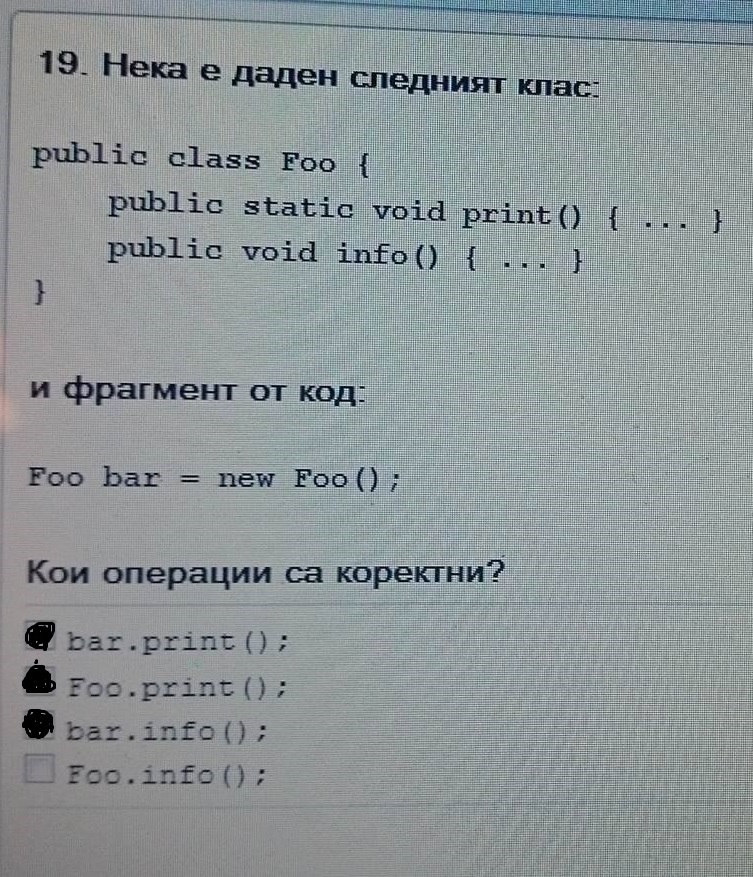 19. Нека е даден следният клас:
public class Foo {
public static void print() { ... }
public void info() { ... }
}
и фрагмент от код:
Foo bar = new Foo();
Кои операции са коректни?
bar.print();
Foo.print();
bar.info();
Foo.info();